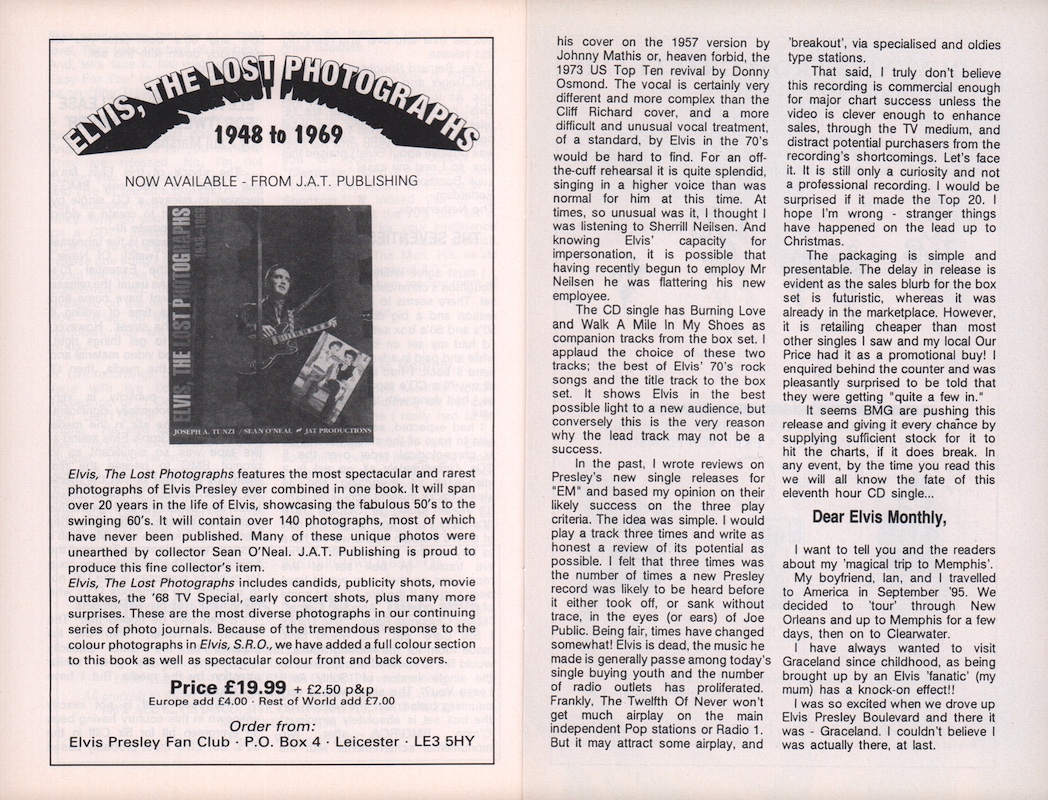 ELVIS, THE LOST PHOTOGRAPHS
1948 to 1969
NOW AVAILABLE - FROM J.A.T. PUBLISHING
ELVIS, THE LOST PHOTOGRAPHS
1948-1969
JOSEPH A. TUNZI / SEAN O'NEAL - JAT PRODUCTIONS
Elvis, The Lost Photographs features the most spectacular and rarest
photographs of Elvis Presley ever combined in one book. It will span
over 20 years in the life of Elvis, showcasing the fabulous 50's to the
swinging 60's. It will contain over 140 photographs, most of which
have never been published. Many of these unique photos were
unearthed by collector Sean O'Neal. J.A.T. Publishing is proud to
produce this fine collector's item.
Elvis, The Lost Photographs includes candids, publicity shots, movie
outtakes, the '68 TV Special, early concert shots, plus many more
surprises. These are the most diverse photographs in our continuing
series of photo journals. Because of the tremendous response to the
colour photographs in Elvis, S.R.O., we have added a full colour section
to this book as well as spectacular colour front and back covers.
Price £19.99 + £2.50 p&p
Europe add £4.00 · Rest of World add £7.00
Order from:
Elvis Presley Fan Club · P.O. Box 4 · Leicester · LE3 5HY
his cover on the 1957 version by
Johnny Mathis or, heaven forbid, the
1973 US Top Ten revival by Donny
Osmond. The vocal is certainly very
different and more complex than the
Cliff Richard cover, and a more
difficult and unusual vocal treatment,
of a standard, by Elvis in the 70's
would be hard to find. For an off-
the-cuff rehearsal it is quite splendid,
singing in a higher voice than was
normal for him at this time. At
times, so unusual was it, I thought I
was listening to Sherrill Neilsen. And
knowing Elvis' capacity for
impersonation, it is possible that
having recently begun to employ Mr
Neilsen he was flattering his new
employee.
The CD single has Burning Love
and Walk A Mile In My Shoes as
companion tracks from the box set. I
applaud the choice of these two
tracks; the best of Elvis' 70's rock
songs and the title track to the box
set. It shows Elvis in the best
possible light to a new audience, but
conversely this is the very reason
why the lead track may not be a
success.
In the past, I wrote reviews on
Presley's new single releases for
"EM" and based my opinion on their
likely success on the three play
criteria. The idea was simple. I would
play a track three times and write as
honest a review of its potential as
possible. I felt that three times was
the number of times a new Presley
record was likely to be heard before
it either took off, or sank without
trace, in the eyes (or ears) of Joe
Public. Being fair, times have changed
somewhat! Elvis is dead, the music he
made is generally passe among today's
single buying youth and the number
of radio outlets has proliferated.
Frankly, The Twelfth Of Never won't
get much airplay on the main
independent Pop stations or Radio 1.
But it may attract some airplay, and
'breakout', via specialised and oldies
type stations.
That said, I truly don't believe
this recording is commercial enough
for major chart success unless the
video is clever enough to enhance
sales, through the TV medium, and
distract potential purchasers from the
recording's shortcomings. Let's face
it. It is still only a curiosity and not
a professional recording. I would be
surprised if it made the Top 20. I
hope I'm wrong - stranger things
have happened on the lead up to
Christmas.
The packaging is simple and
presentable. The delay in release is
evident as the sales blurb for the box
set is futuristic, whereas it was
already in the marketplace. However,
it is retailing cheaper than most
other singles I saw and my local Our
Price had it as a promotional buy! I
enquired behind the counter and was
pleasantly surprised to be told that
they were getting "quite a few in."
It seems BMG are pushing this
release and giving it every chance by
supplying sufficient stock for it to
hit the charts, if it does break. In
any event, by the time you read this
we will all know the fate of this
eleventh hour CD single...
Dear Elvis Monthly,
I want to tell you and the readers
about my 'magical trip to Memphis'.
My boyfriend, Ian, and I travelled
to America in September '95. We
decided to 'tour' through New
Orleans and up to Memphis for a few
days, then on to Clearwater.
I have always wanted to visit
Graceland since childhood, as being
brought up by an Elvis 'fanatic' (my
mum) has a knock-on effect!!
I was so excited when we drove up
Elvis Presley Boulevard and there it
was - Graceland. I couldn't believe I
was actually there, at last.